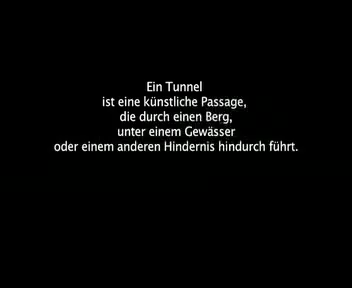 Ein Tunnel
ist eine künstliche Passage,
die durch einen Berg,
unter einem Gewässer
oder einem anderen Hindernis hindurch führt.